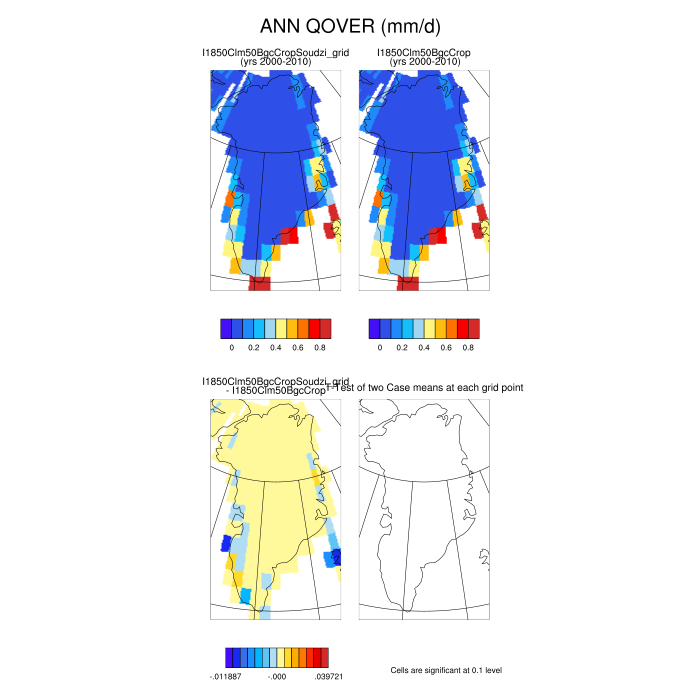 ANN QOVER (mm/d)
I1850Clm50BgcCropSoudzi_grid
(yrs 2000-2010)
I1850Clm50BgcCrop
(yrs 2000-2010)
0 0.2 0.4 0.6 0.8
0 0.2 0.4 0.6 0.8
I1850Clm50BgcCropSoudzi_grid
- I1850Clm50BgcCrop
T-Test of two Case means at each grid point
-.011887 -.000 .039721
Cells are significant at 0.1 level